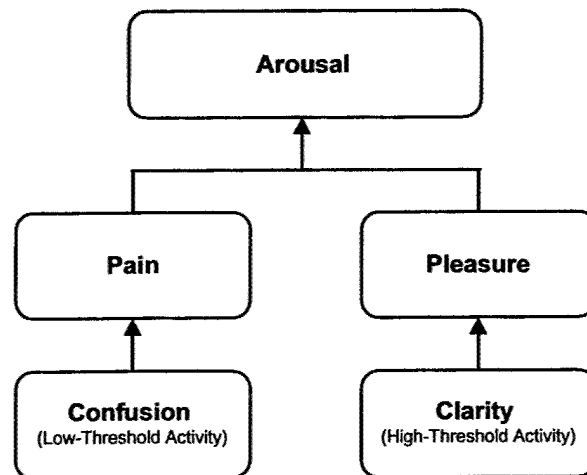 Arousal
Pain
Pleasure
Confusion
(Low-Threshold Activity)
Clarity
(High-Threshold Activity)